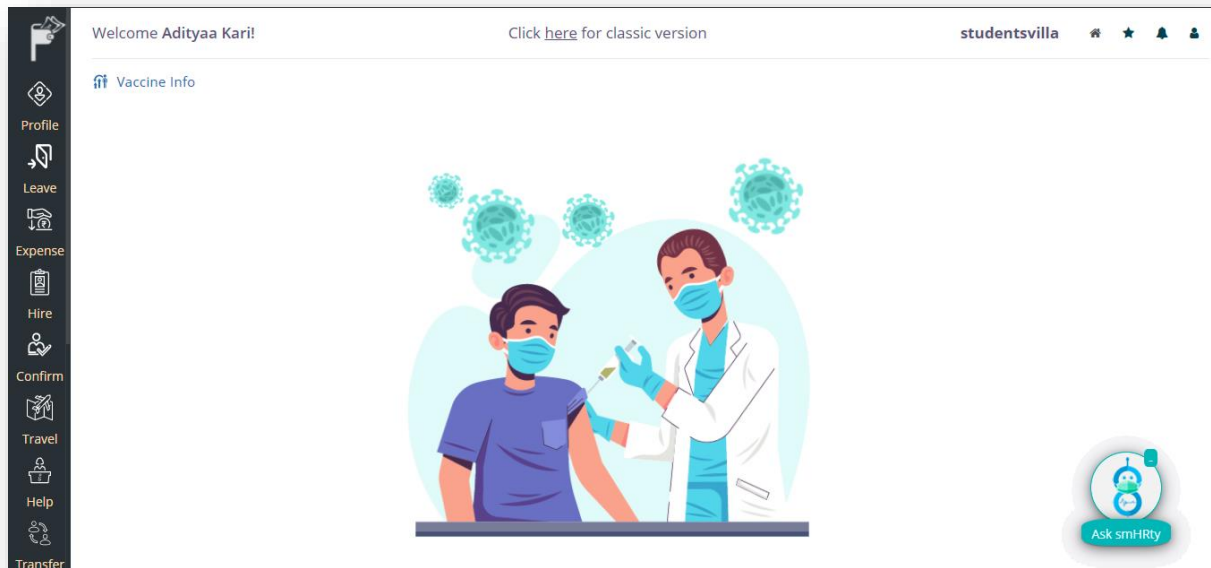 Welcome Adityaa Kari!
Click here for classic version
studentsvilla
Vaccine Info
Profile
Leave
Expense
Hire
Confirm
Travel
Help
Transfer
Ask smHRty